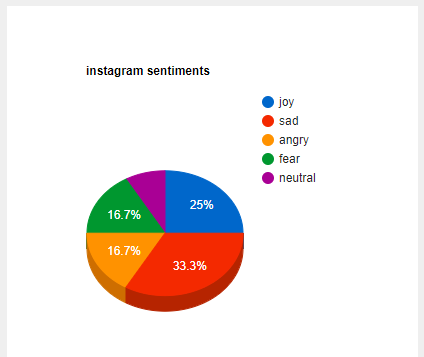 instagram sentiments
joy
sad
angry
fear
neutral
25%
16.7%
16.7%
33.3%